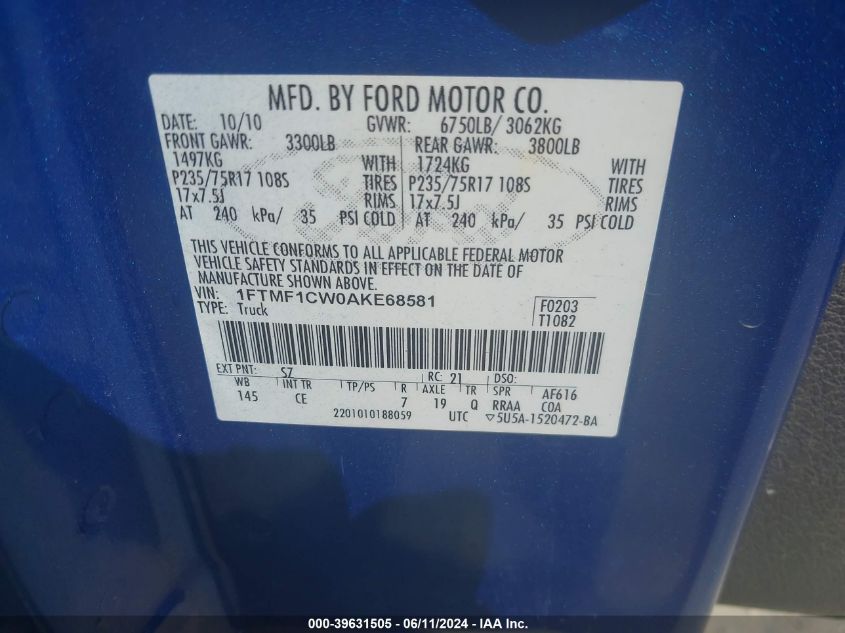 MFD. BY FORD MOTOR CO.
DATE: 10/10 GVWR: 6750LB/ 3062KG
FRONT GAWR: 3300LB REAR GAWR: 3800LB
1497KG WITH 1724KG WITH
P235/75R17 108S TIRES P235/75R17 108S TIRES
17x7.5J RIMS 17x7.5J RIMS
AT 240 kPa/ 35 PSI COLD AT 240 kPa/ 35 PSI COLD
THIS VEHICLE CONFORMS TO ALL APPLICABLE FEDERAL MOTOR
VEHICLE SAFETY STANDARDS IN EFFECT ON THE DATE OF
MANUFACTURE SHOWN ABOVE.
VIN: 1FTMF1CW0AKE68581 F0203
TYPE: Truck T1082
EXT PNT: SZ RC: 21 DSO:
WB INT TR TP/PS R AXLE TR SPR AF616
145 CE 7 19 Q RRAA COA
2201010188059 UTC ▽5U5A-1520472-BA
000-39631505 - 06/11/2024 - IAA Inc.